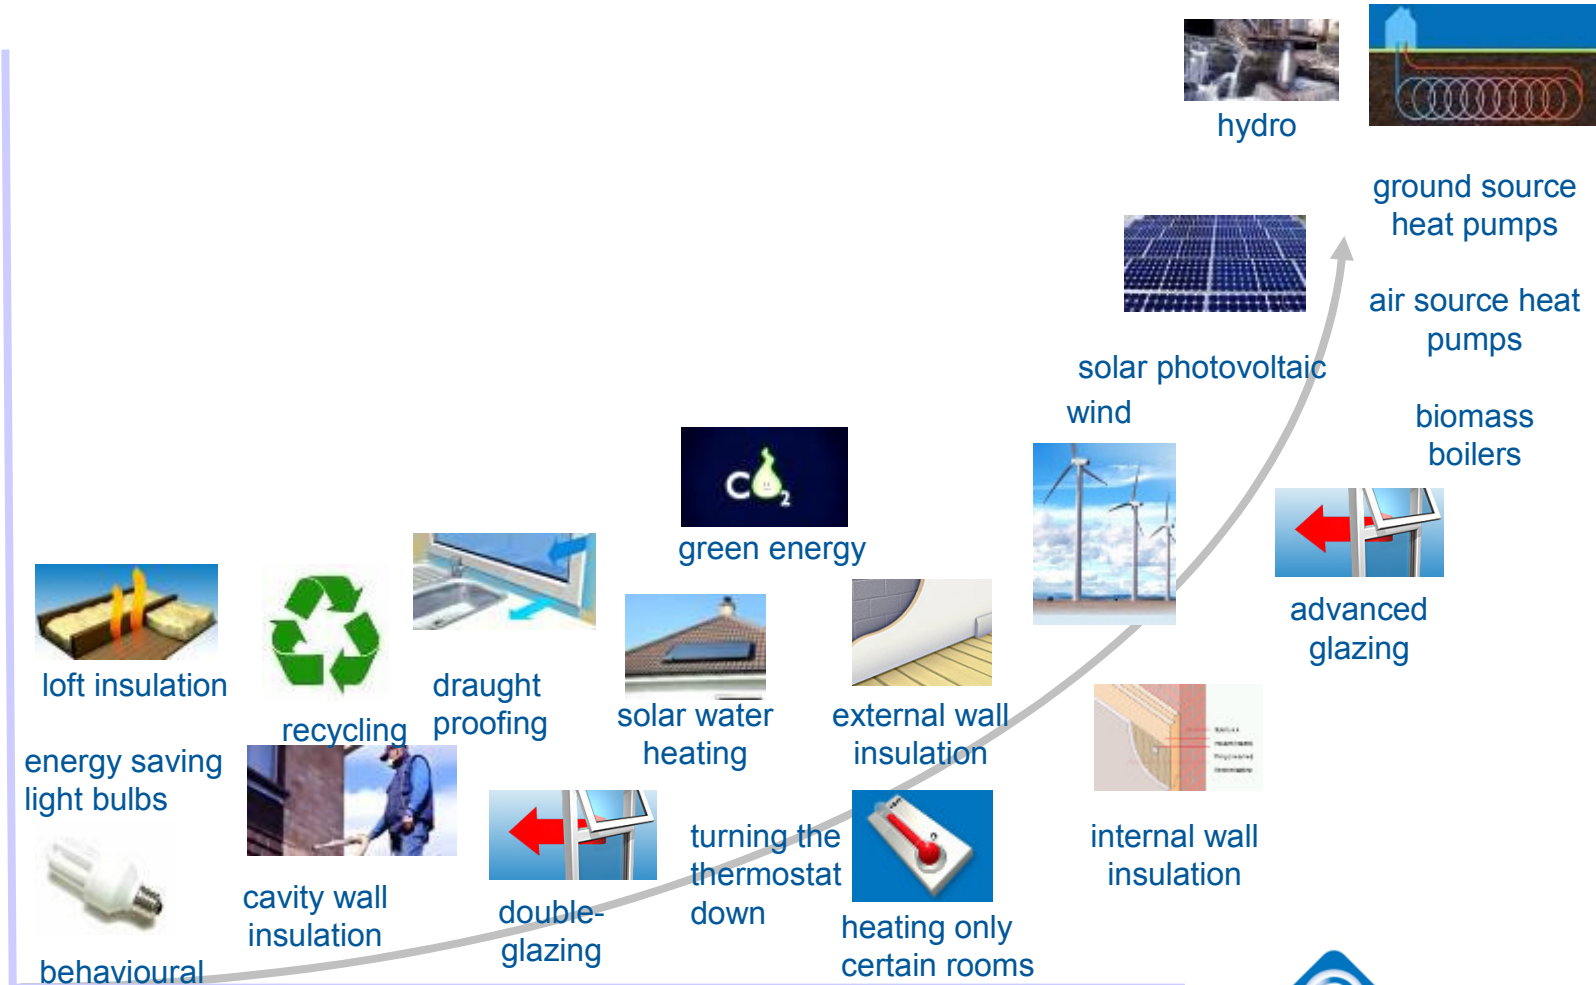 hydro
ground source
heat pumps
air source heat
pumps
solar photovoltaic
wind
biomass
boilers
CO2
green energy
advanced
glazing
loft insulation
recycling
draught
proofing
solar water
heating
external wall
insulation
energy saving
light bulbs
cavity wall
insulation
double-
glazing
turning the
thermostat
down
heating only
certain rooms
internal wall
insulation
behavioural